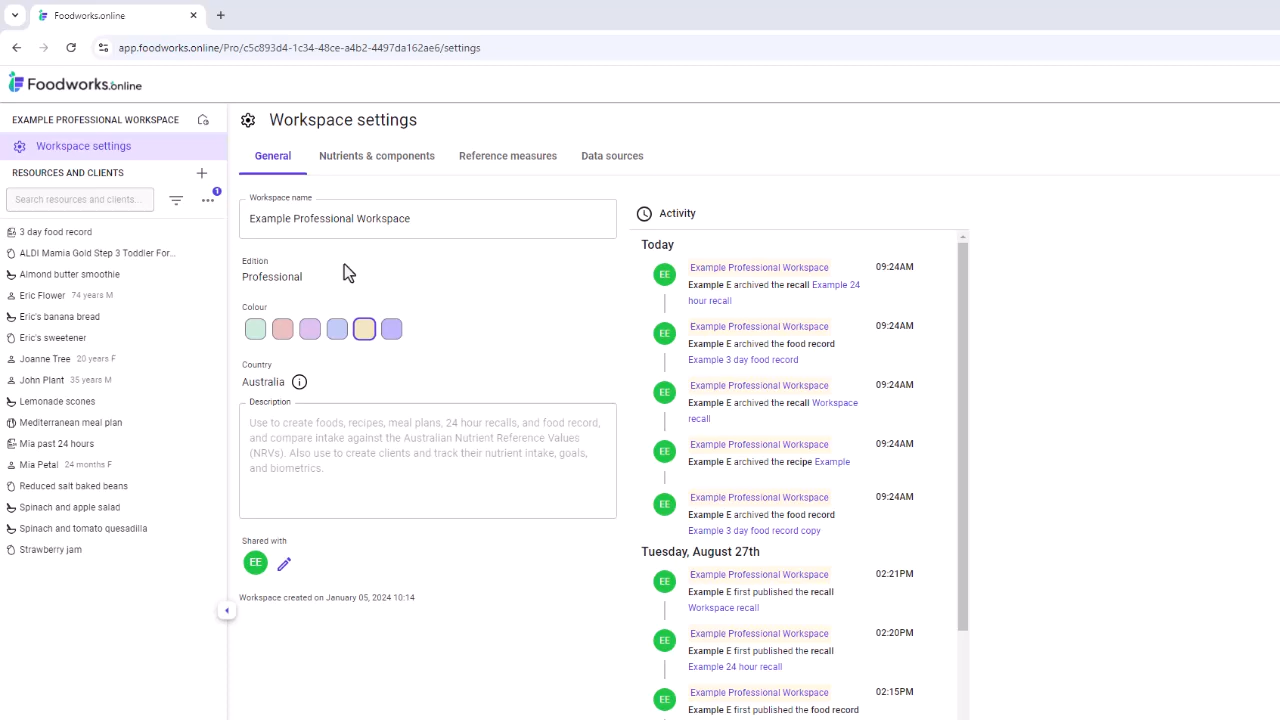 Foodworks.online
app.foodworks.online/Pro/c5c893d4-1c34-48ce-a4b2-4497da162ae6/settings
Foodworks.online
EXAMPLE PROFESSIONAL WORKSPACE
Workspace settings
RESOURCES AND CLIENTS
Search resources and clients...
1
3 day food record
ALDI Mamia Gold Step 3 Toddler For...
Almond butter smoothie
Eric Flower 74 years M
Eric's banana bread
Eric's sweetener
Joanne Tree 20 years F
John Plant 35 years M
Lemonade scones
Mediterranean meal plan
Mia past 24 hours
Mia Petal 24 months F
Reduced salt baked beans
Spinach and apple salad
Spinach and tomato quesadilla
Strawberry jam
Workspace settings
General Nutrients & components Reference measures Data sources
Workspace name
Example Professional Workspace
Edition
Professional
Colour
Country
Australia
Description
Use to create foods, recipes, meal plans, 24 hour recalls, and food record,
and compare intake against the Australian Nutrient Reference Values
(NRVs). Also use to create clients and track their nutrient intake, goals,
and biometrics.
Shared with
EE
Workspace created on January 05, 2024 10:14
Activity
Today
EE Example Professional Workspace 09:24AM
Example E archived the recall Example 24
hour recall
EE Example Professional Workspace 09:24AM
Example E archived the food record
Example 3 day food record
EE Example Professional Workspace 09:24AM
Example E archived the recall Workspace
recall
EE Example Professional Workspace 09:24AM
Example E archived the recipe Example
EE Example Professional Workspace 09:24AM
Example E archived the food record
Example 3 day food record copy
Tuesday, August 27th
EE Example Professional Workspace 02:21PM
Example E first published the recall
Workspace recall
EE Example Professional Workspace 02:20PM
Example E first published the recall
Example 24 hour recall
EE Example Professional Workspace 02:15PM
Example E first published the food record